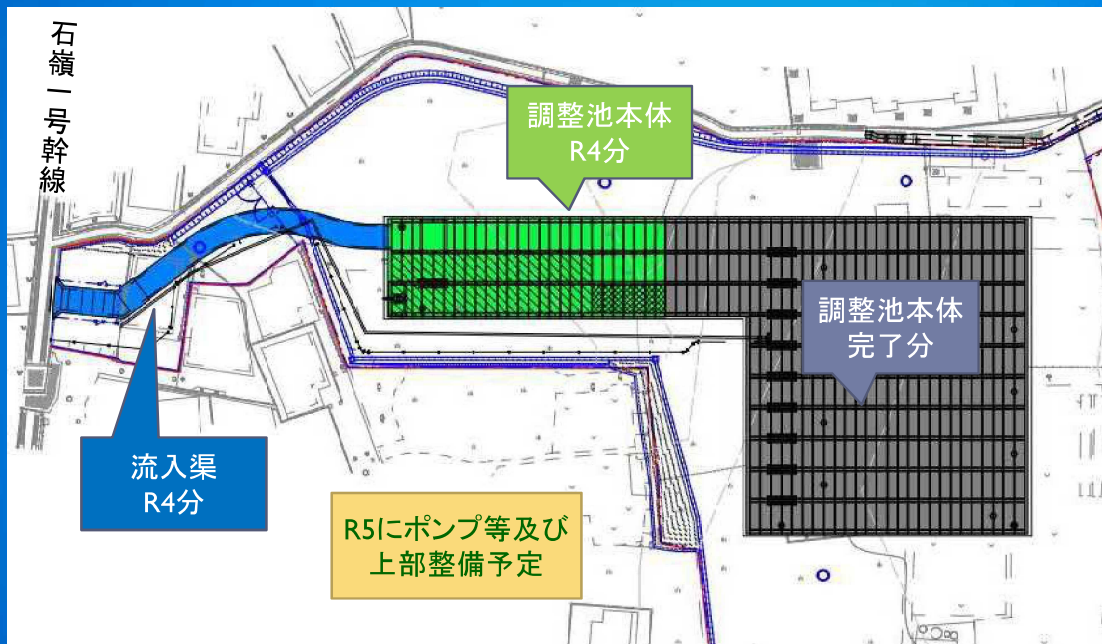 石嶺一号幹線
調整池本体
R4分
調整池本体
完了分
流入渠
R4分
R5にポンプ等及び
上部整備予定